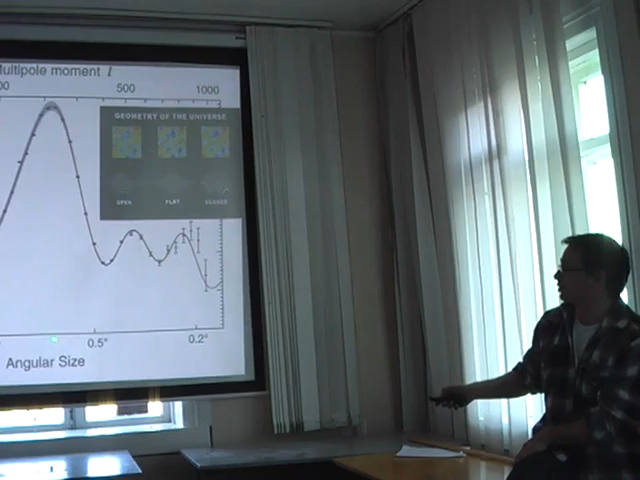 Multipole moment l
500
1000
GEOMETRY OF THE UNIVERSE
OPEN
FLAT
CLOSED
0.5°
0.2°
Angular Size